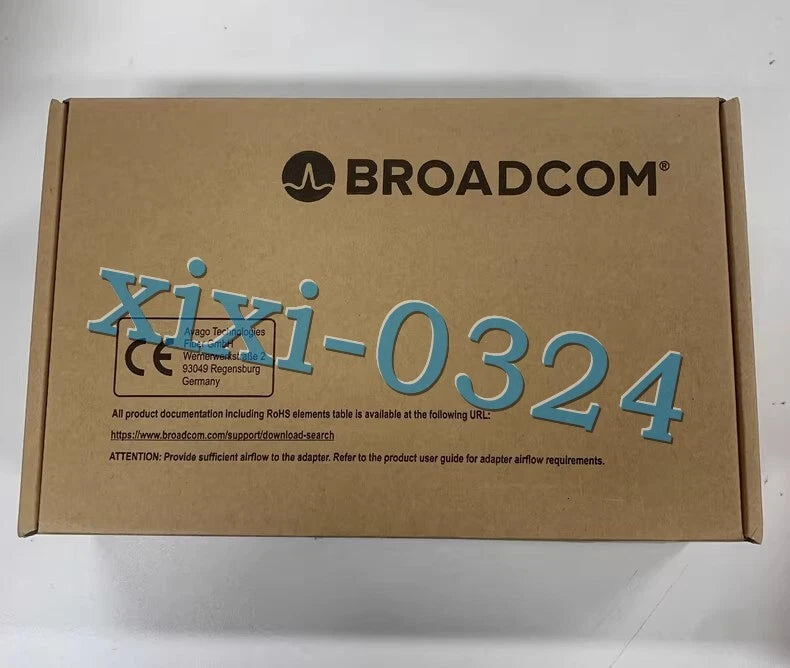 BROADCOM®
xixi-0324
CE
Avago Technologies
Fiber GmbH
Wernerwerkstraße 2
93049 Regensburg
Germany
All product documentation including RoHS elements table is available at the following URL:
https://www.broadcom.com/support/download-search
ATTENTION: Provide sufficient airflow to the adapter. Refer to the product user guide for adapter airflow requirements.